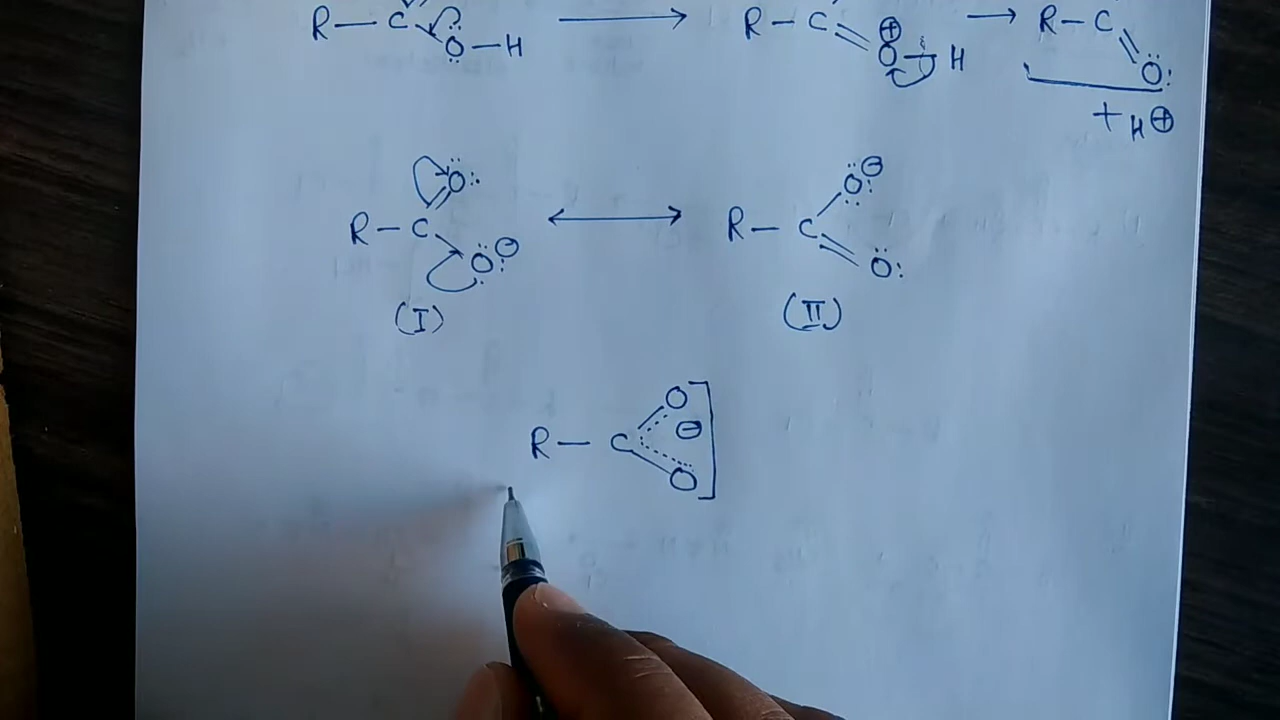 R—C—Ö—H ⟶ R—C=O⊕—H ⟶ R—C=Ö:
+ H⊕
R—C Ö: Ö:⊖ ⟷ R—C Ö:⊖ Ö:
(I) (II)
R—C O ⊖ O]